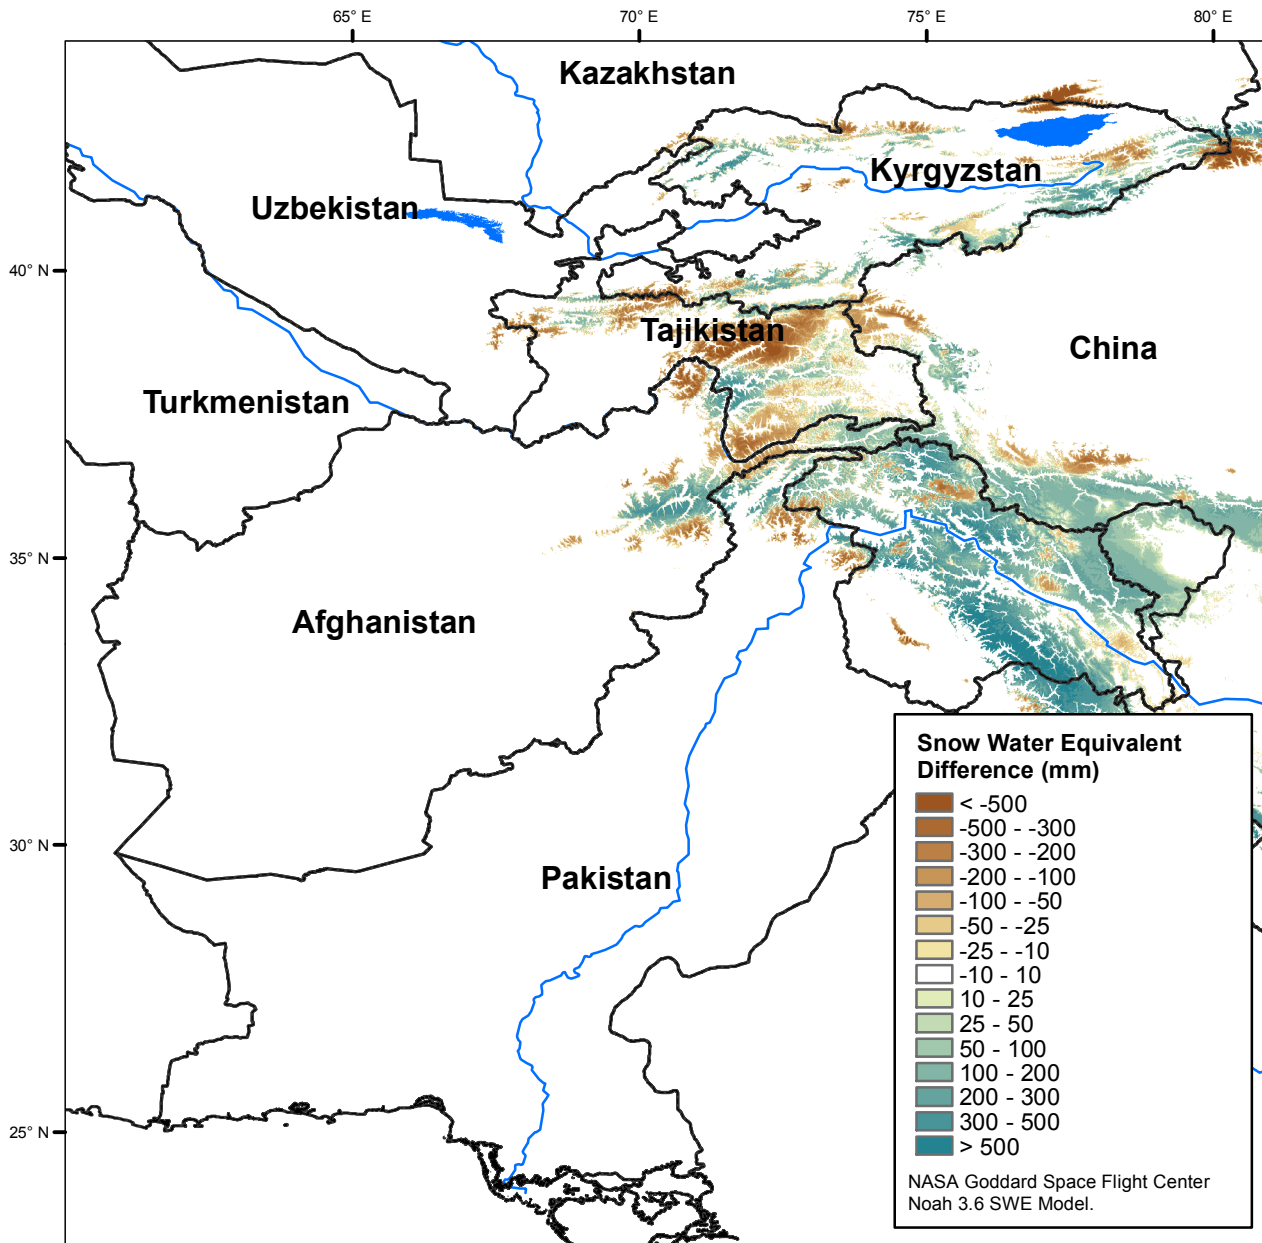 65° E
70° E
75° E
80° E
Kazakhstan
Kyrgyzstan
Uzbekistan
40° N
Tajikistan
China
Turkmenistan
35° N
Afghanistan
30° N
Pakistan
25° N
Snow Water Equivalent
Difference (mm)
< -500
-500 - -300
-300 - -200
-200 - -100
-100 - -50
-50 - -25
-25 - -10
-10 - 10
10 - 25
25 - 50
50 - 100
100 - 200
200 - 300
300 - 500
> 500
NASA Goddard Space Flight Center
Noah 3.6 SWE Model.